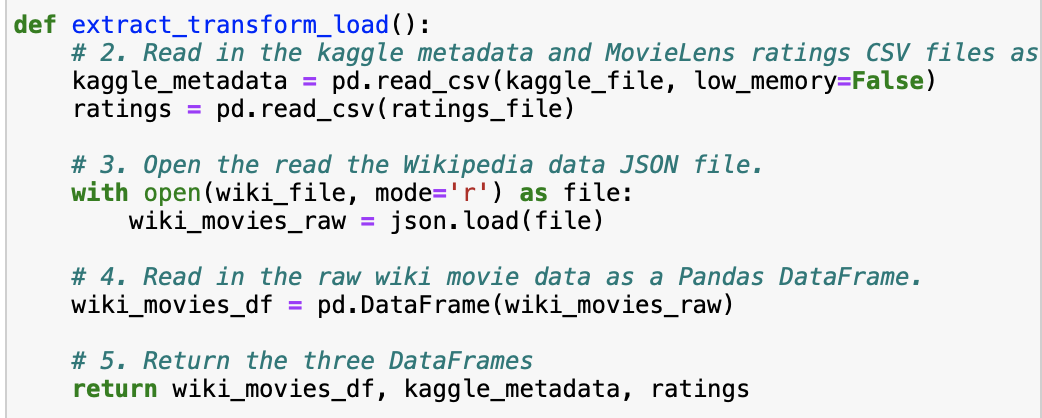 def extract_transform_load():
    # 2. Read in the kaggle metadata and MovieLens ratings CSV files as
    kaggle_metadata = pd.read_csv(kaggle_file, low_memory=False)
    ratings = pd.read_csv(ratings_file)

    # 3. Open the read the Wikipedia data JSON file.
    with open(wiki_file, mode='r') as file:
        wiki_movies_raw = json.load(file)

    # 4. Read in the raw wiki movie data as a Pandas DataFrame.
    wiki_movies_df = pd.DataFrame(wiki_movies_raw)

    # 5. Return the three DataFrames
    return wiki_movies_df, kaggle_metadata, ratings